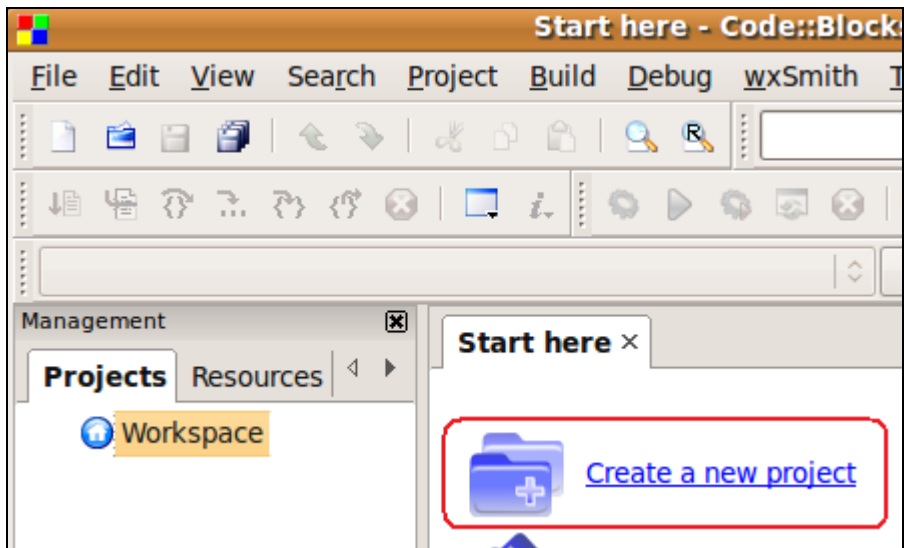 Start here - Code::Block
File Edit View Search Project Build Debug wxSmith
R
i
Management
Start here
Projects Resources
Workspace
Create a new project